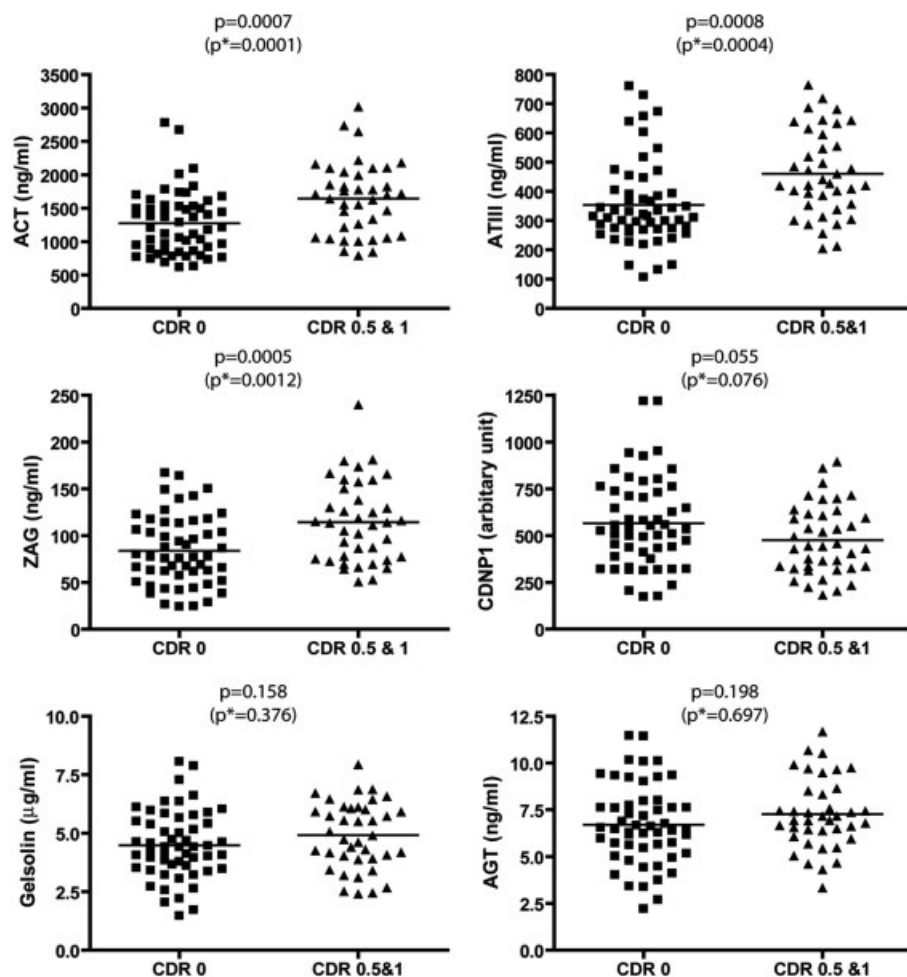 p=0.0007
(p*=0.0001)
3500
3000
2500
2000
1500
1000
500
0
ACT (ng/ml)
CDR 0
CDR 0.5 & 1
p=0.0008
(p*=0.0004)
800
700
600
500
400
300
200
100
0
ATIII (ng/ml)
CDR 0
CDR 0.5&1
p=0.0005
(p*=0.0012)
250
200
150
100
50
0
ZAG (ng/ml)
CDR 0
CDR 0.5 & 1
p=0.055
(p*=0.076)
1250
1000
750
500
250
0
CDNP1 (arbitary unit)
CDR 0
CDR 0.5 &1
p=0.158
(p*=0.376)
10.0
7.5
5.0
2.5
0.0
Gelsolin (μg/ml)
CDR 0
CDR 0.5&1
p=0.198
(p*=0.697)
12.5
10.0
7.5
5.0
2.5
0.0
AGT (ng/ml)
CDR 0
CDR 0.5 &1